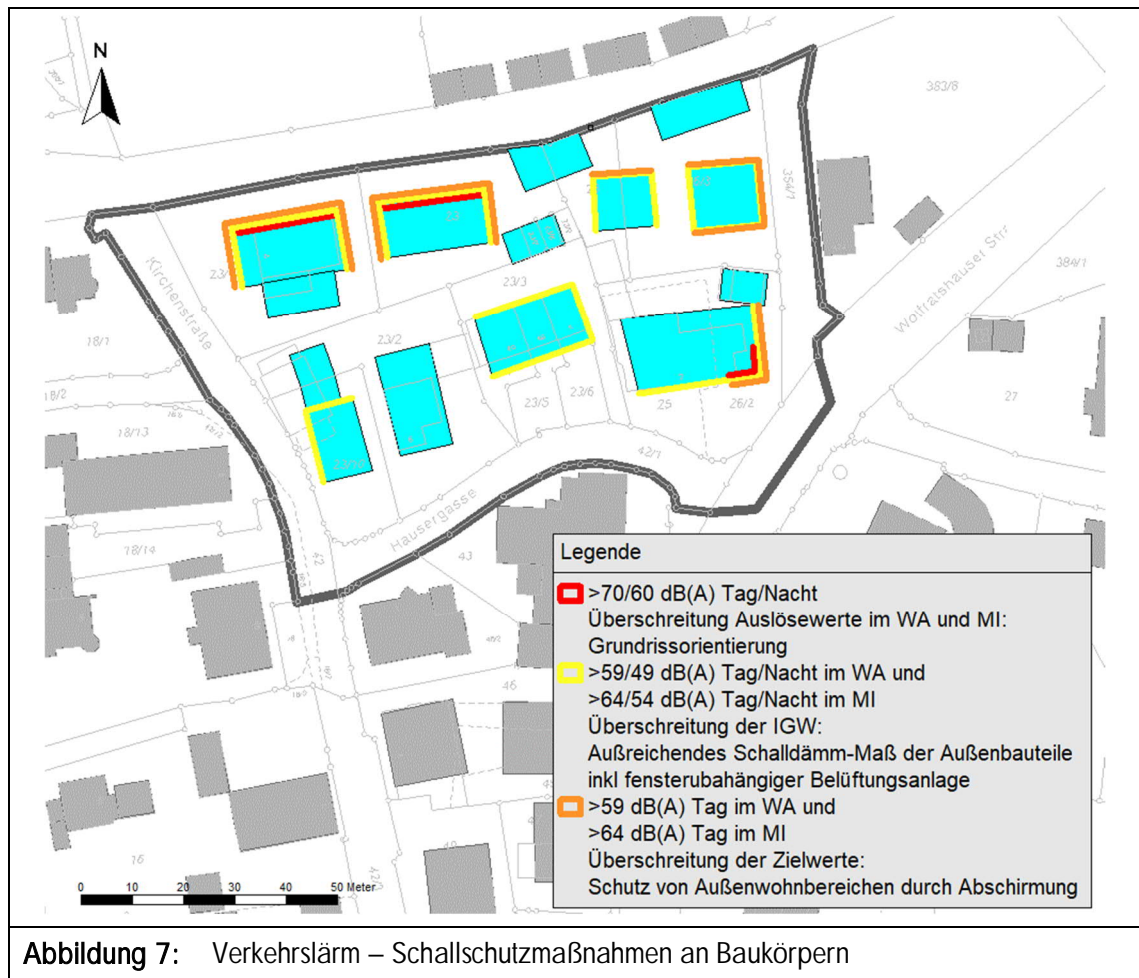 N
383/8
354/1
Kirchenstraße
23/3
Wolfratshauser Str
384/1
18/1
23/2
18/2
27
23/5
23/6
25
26/2
18/13
42/1
23/10
Hausergasse
43
18/14
42
46
16
0 10 20 30 40 50 Meter
Legende
>70/60 dB(A) Tag/Nacht
Überschreitung Auslösewerte im WA und MI:
Grundrissorientierung
>59/49 dB(A) Tag/Nacht im WA und
>64/54 dB(A) Tag/Nacht im MI
Überschreitung der IGW:
Außreichendes Schalldämm-Maß der Außenbauteile
inkl fensterubahängiger Belüftungsanlage
>59 dB(A) Tag im WA und
>64 dB(A) Tag im MI
Überschreitung der Zielwerte:
Schutz von Außenwohnbereichen durch Abschirmung
Abbildung 7: Verkehrslärm – Schallschutzmaßnahmen an Baukörpern